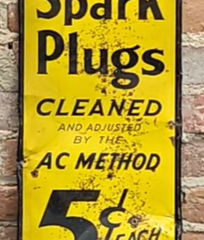 Spark
Plugs
CLEANED
AND ADJUSTED
BY THE
AC METHOD
5¢
EACH